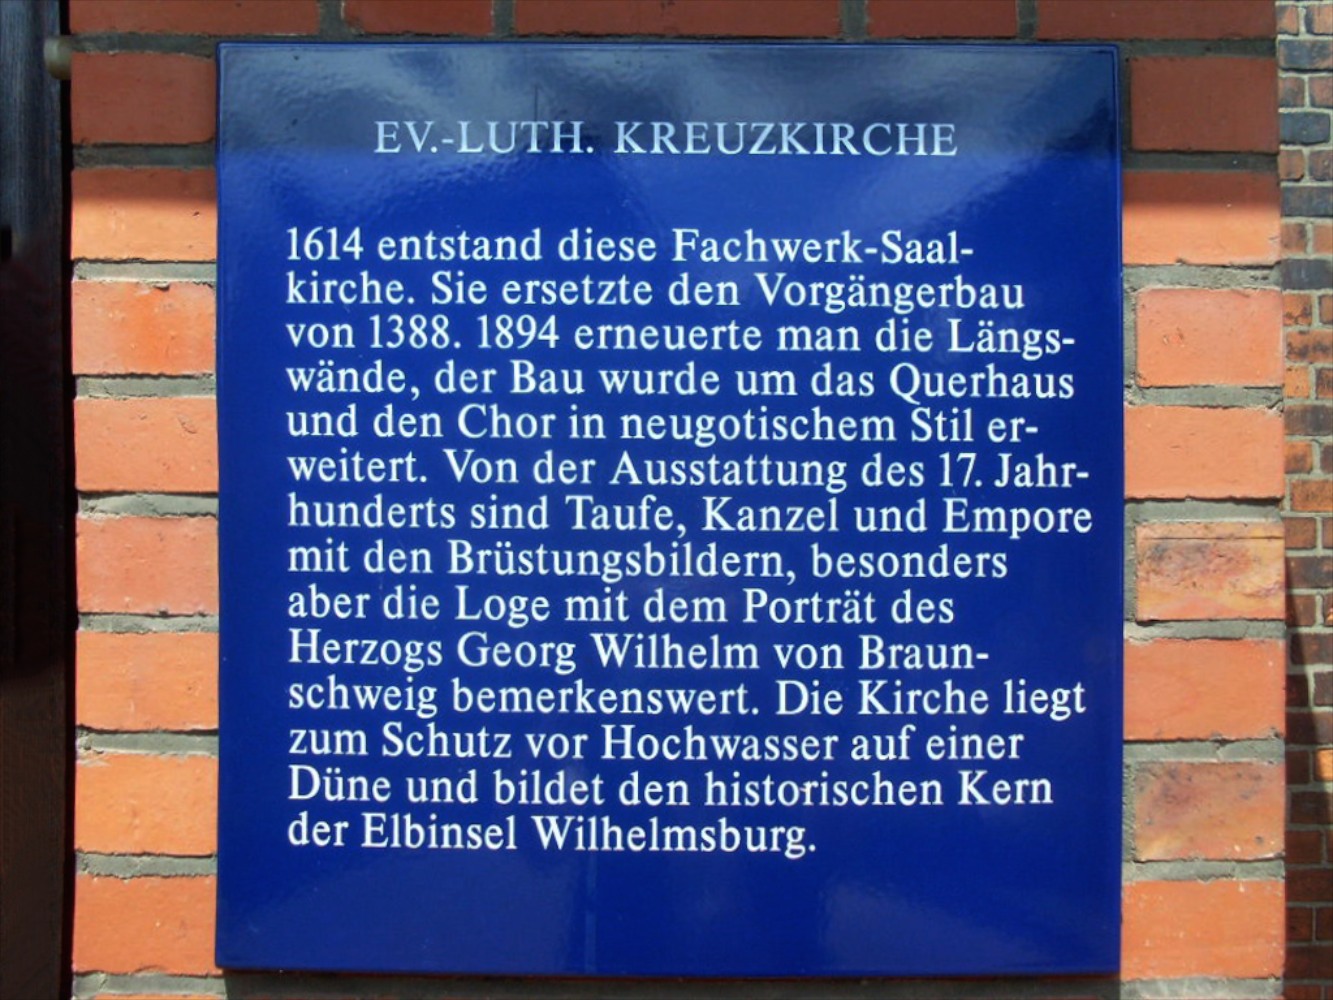 EV.-LUTH. KREUZKIRCHE
1614 entstand diese Fachwerk-Saal-
kirche. Sie ersetzte den Vorgängerbau
von 1388. 1894 erneuerte man die Längs-
wände, der Bau wurde um das Querhaus
und den Chor in neugotischem Stil er-
weitert. Von der Ausstattung des 17. Jahr-
hunderts sind Taufe, Kanzel und Empore
mit den Brüstungsbildern, besonders
aber die Loge mit dem Porträt des
Herzogs Georg Wilhelm von Braun-
schweig bemerkenswert. Die Kirche liegt
zum Schutz vor Hochwasser auf einer
Düne und bildet den historischen Kern
der Elbinsel Wilhelmsburg.